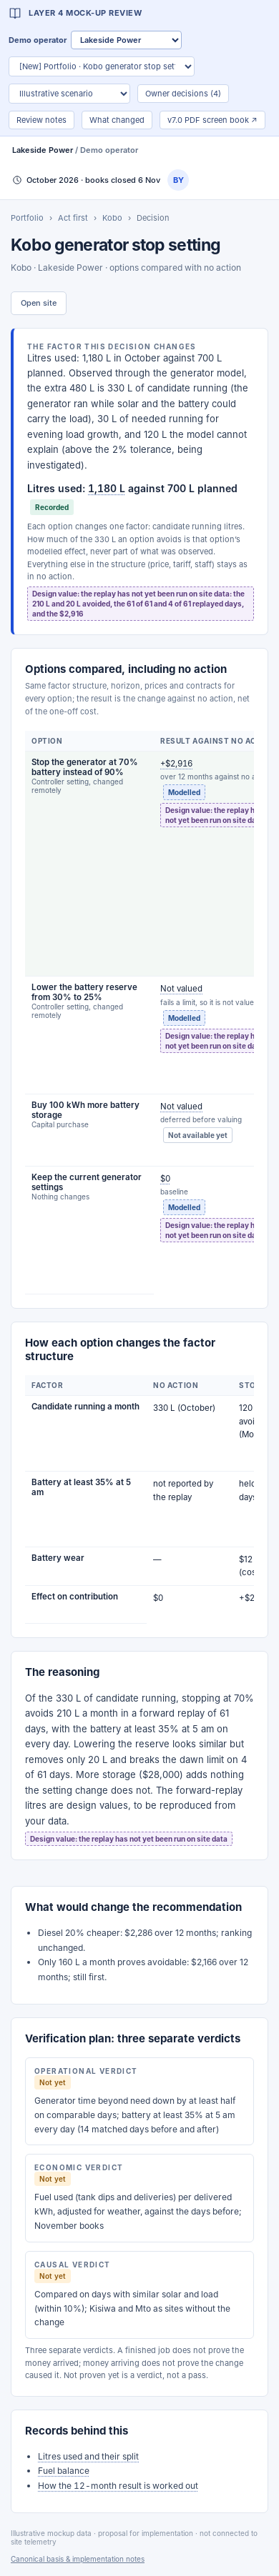 LAYER 4 MOCK-UP REVIEW
Demo operator Lakeside Power
[New] Portfolio · Kobo generator stop set
Illustrative scenario Owner decisions (4)
Review notes What changed v7.0 PDF screen book ↗
Lakeside Power / Demo operator
October 2026 · books closed 6 Nov BY
Portfolio › Act first › Kobo › Decision
Kobo generator stop setting
Kobo · Lakeside Power · options compared with no action
Open site
THE FACTOR THIS DECISION CHANGES
Litres used: 1,180 L in October against 700 L
planned. Observed through the generator model,
the extra 480 L is 330 L of candidate running (the
generator ran while solar and the battery could
carry the load), 30 L of needed running for
evening load growth, and 120 L the model cannot
explain (above the 2% tolerance, being
investigated).
Litres used: 1,180 L against 700 L planned
Recorded
Each option changes one factor: candidate running litres.
How much of the 330 L an option avoids is that option's
modelled effect, never part of what was observed.
Everything else in the structure (price, tariff, staff) stays as
in no action.
Design value: the replay has not yet been run on site data: the
210 L and 20 L avoided, the 61 of 61 and 4 of 61 replayed days,
and the $2,916
Options compared, including no action
Same factor structure, horizon, prices and contracts for
every option; the result is the change against no action, net
of the one-off cost.
OPTION RESULT AGAINST NO AC
Stop the generator at 70%
battery instead of 90%
Controller setting, changed
remotely
+$2,916
over 12 months against no a
Modelled
Design value: the replay h
not yet been run on site da
Lower the battery reserve
from 30% to 25%
Controller setting, changed
remotely
Not valued
fails a limit, so it is not value
Modelled
Design value: the replay h
not yet been run on site da
Buy 100 kWh more battery
storage
Capital purchase
Not valued
deferred before valuing
Not available yet
Keep the current generator
settings
Nothing changes
$0
baseline
Modelled
Design value: the replay h
not yet been run on site da
How each option changes the factor
structure
FACTOR NO ACTION STO
Candidate running a month 330 L (October) 120
avoi
(Mo
Battery at least 35% at 5
am
not reported by
the replay
held
days
Battery wear — $12
(cos
Effect on contribution $0 +$2
The reasoning
Of the 330 L of candidate running, stopping at 70%
avoids 210 L a month in a forward replay of 61
days, with the battery at least 35% at 5 am on
every day. Lowering the reserve looks similar but
removes only 20 L and breaks the dawn limit on 4
of 61 days. More storage ($28,000) adds nothing
the setting change does not. The forward-replay
litres are design values, to be reproduced from
your data.
Design value: the replay has not yet been run on site data
What would change the recommendation
• Diesel 20% cheaper: $2,286 over 12 months; ranking
unchanged.
• Only 160 L a month proves avoidable: $2,166 over 12
months; still first.
Verification plan: three separate verdicts
OPERATIONAL VERDICT
Not yet
Generator time beyond need down by at least half
on comparable days; battery at least 35% at 5 am
every day (14 matched days before and after)
ECONOMIC VERDICT
Not yet
Fuel used (tank dips and deliveries) per delivered
kWh, adjusted for weather, against the days before;
November books
CAUSAL VERDICT
Not yet
Compared on days with similar solar and load
(within 10%); Kisiwa and Mto as sites without the
change
Three separate verdicts. A finished job does not prove the
money arrived; money arriving does not prove the change
caused it. Not proven yet is a verdict, not a pass.
Records behind this
• Litres used and their split
• Fuel balance
• How the 12-month result is worked out
Illustrative mockup data · proposal for implementation · not connected to
site telemetry
Canonical basis & implementation notes